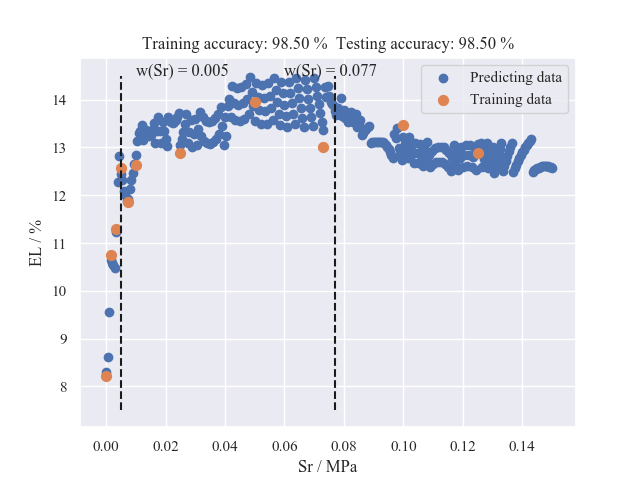 Training accuracy: 98.50 %  Testing accuracy: 98.50 %
w(Sr) = 0.005
w(Sr) = 0.077
Predicting data
Training data
14
13
12
11
10
9
8
EL / %
0.00 0.02 0.04 0.06 0.08 0.10 0.12 0.14
Sr / MPa